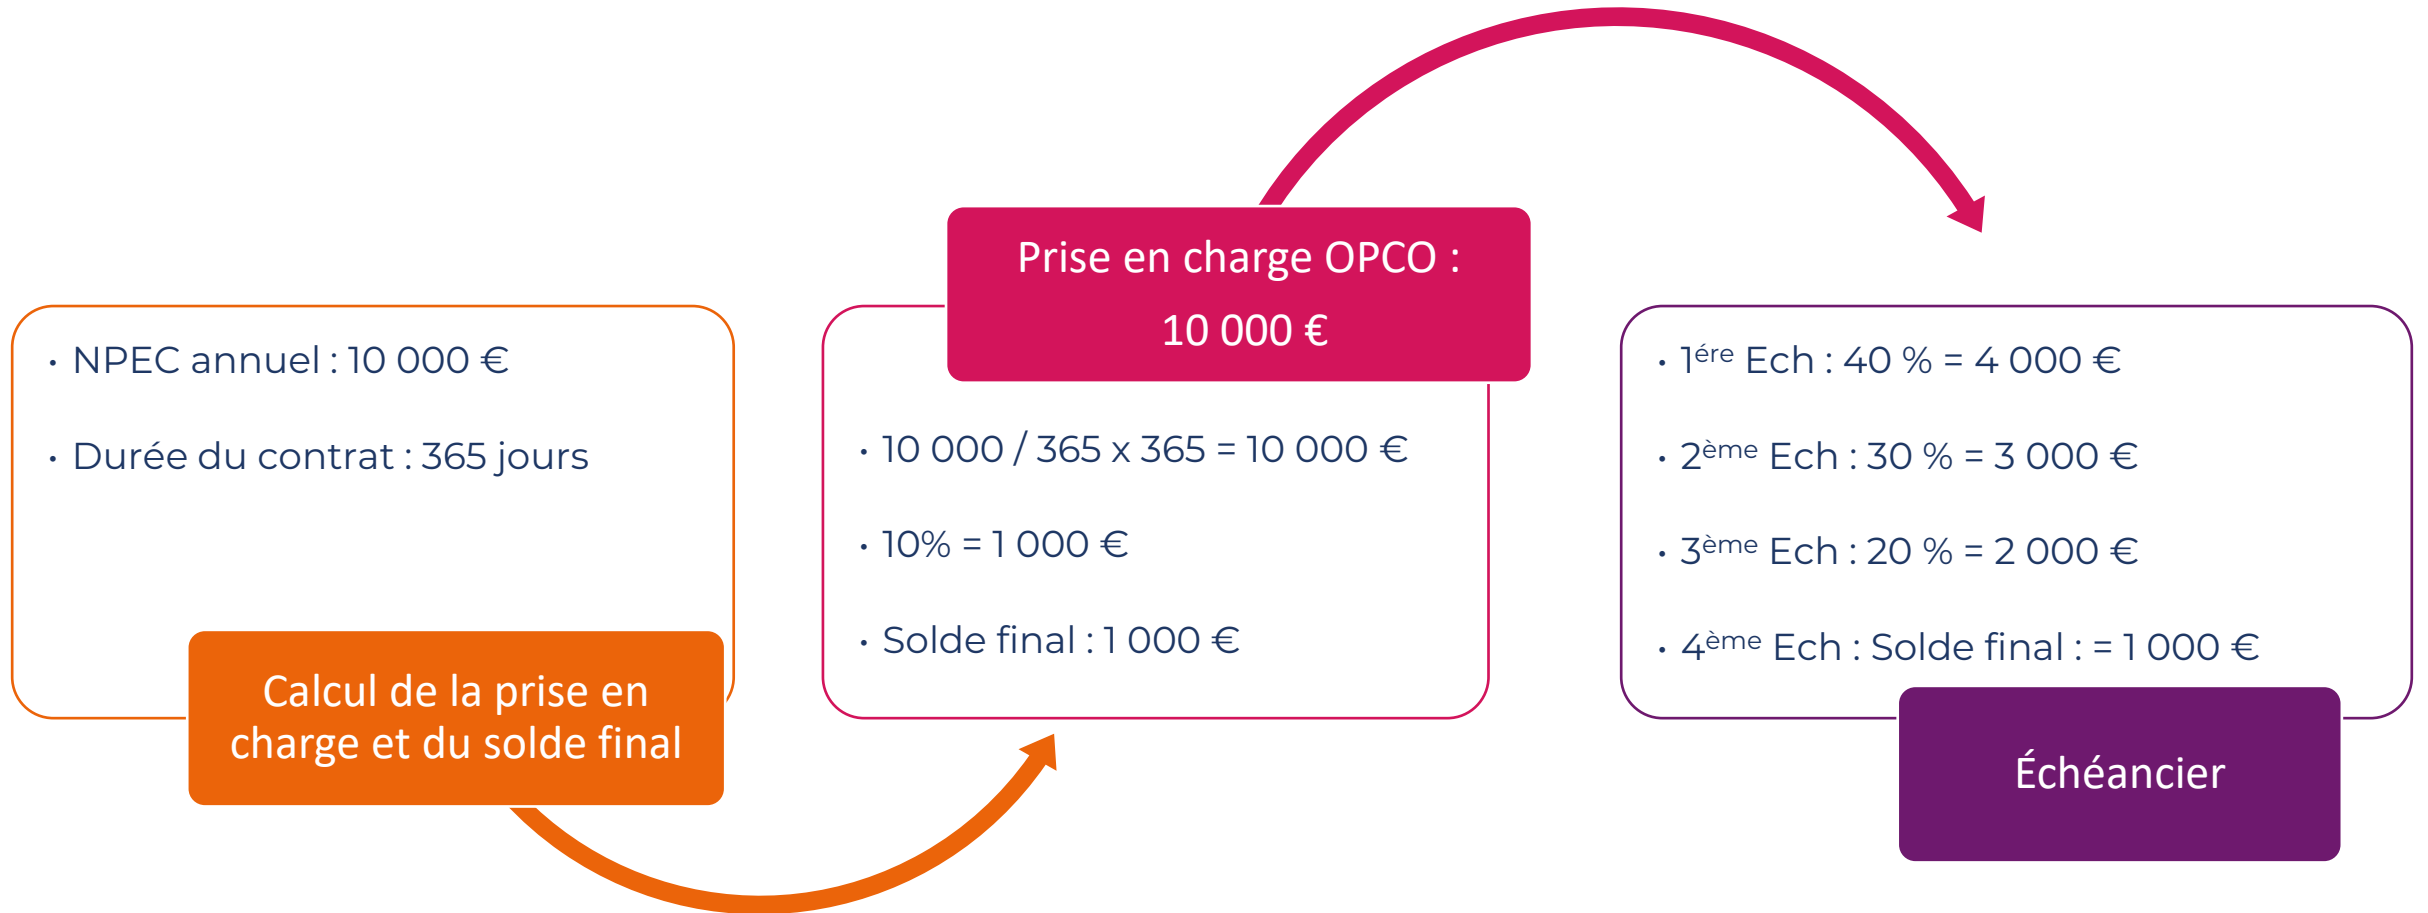 · NPEC annuel : 10 000 €
· Durée du contrat : 365 jours
Calcul de la prise en
charge et du solde final
Prise en charge OPCO :
10 000 €
· 10 000 / 365 x 365 = 10 000 €
· 10% = 1 000 €
· Solde final : 1 000 €
· 1ére Ech : 40 % = 4 000 €
· 2ème Ech : 30 % = 3 000 €
· 3ème Ech : 20 % = 2 000 €
· 4ème Ech : Solde final : = 1 000 €
Échéancier